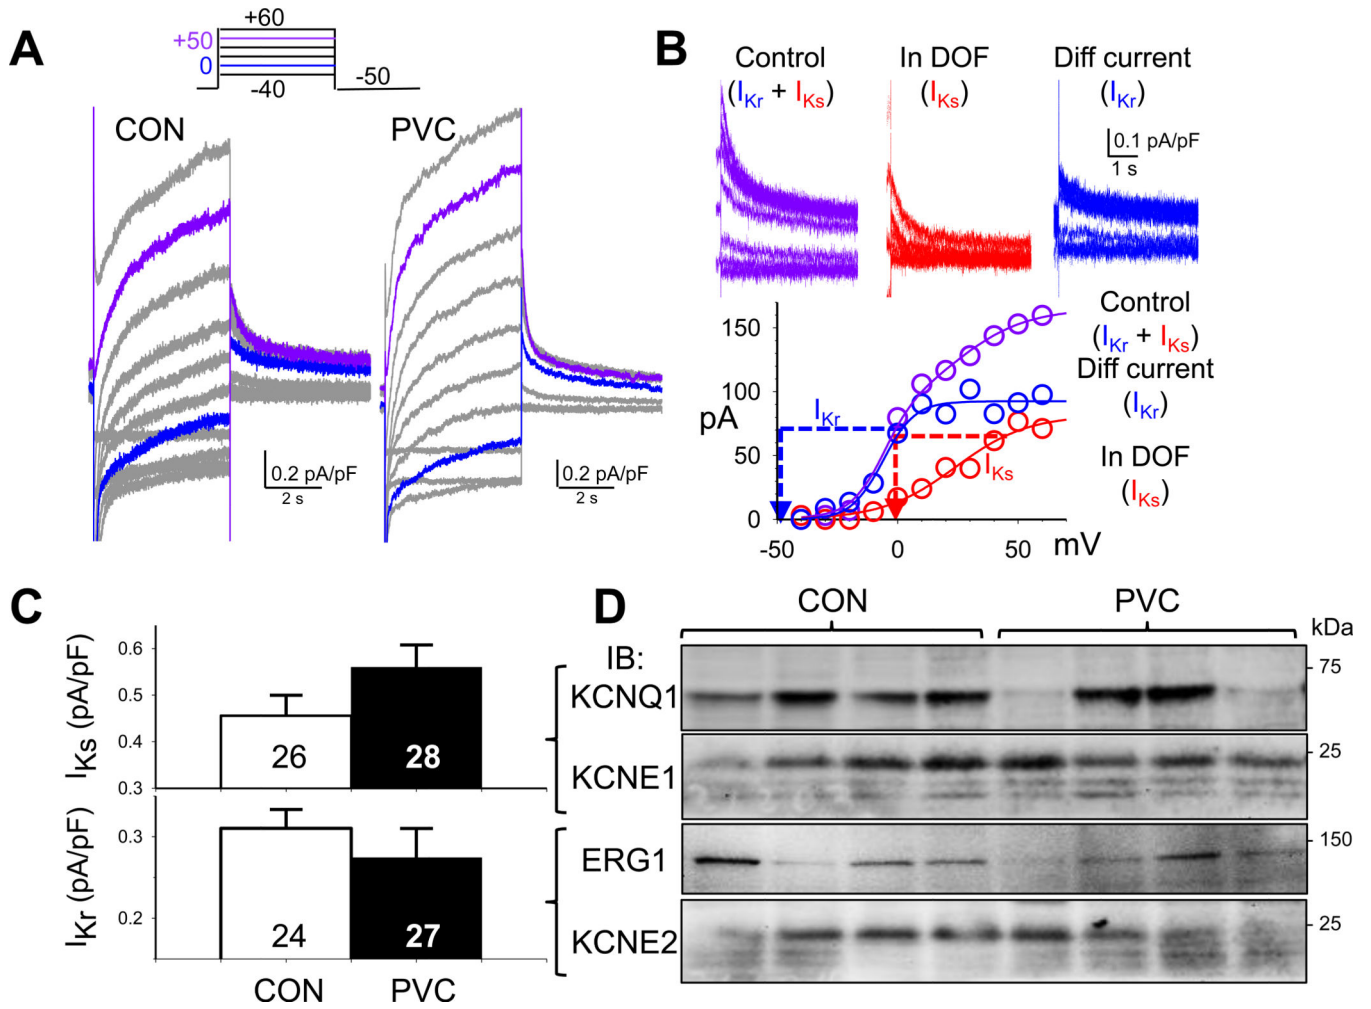 A
+60
+50
0
-40
-50
CON
PVC
0.2 pA/pF
2 s
0.2 pA/pF
2 s
B
Control
(IKr + IKs)
In DOF
(IKs)
Diff current
(IKr)
0.1 pA/pF
1 s
150
100
pA
50
0
-50
0
50
mV
IKr
IKs
Control
(IKr + IKs)
Diff current
(IKr)
In DOF
(IKs)
C
IKs (pA/pF)
0.6
0.5
0.4
0.3
26
28
IKr (pA/pF)
0.3
0.2
24
27
CON
PVC
D
CON
PVC
kDa
IB:
KCNQ1
75
KCNE1
25
ERG1
150
KCNE2
25